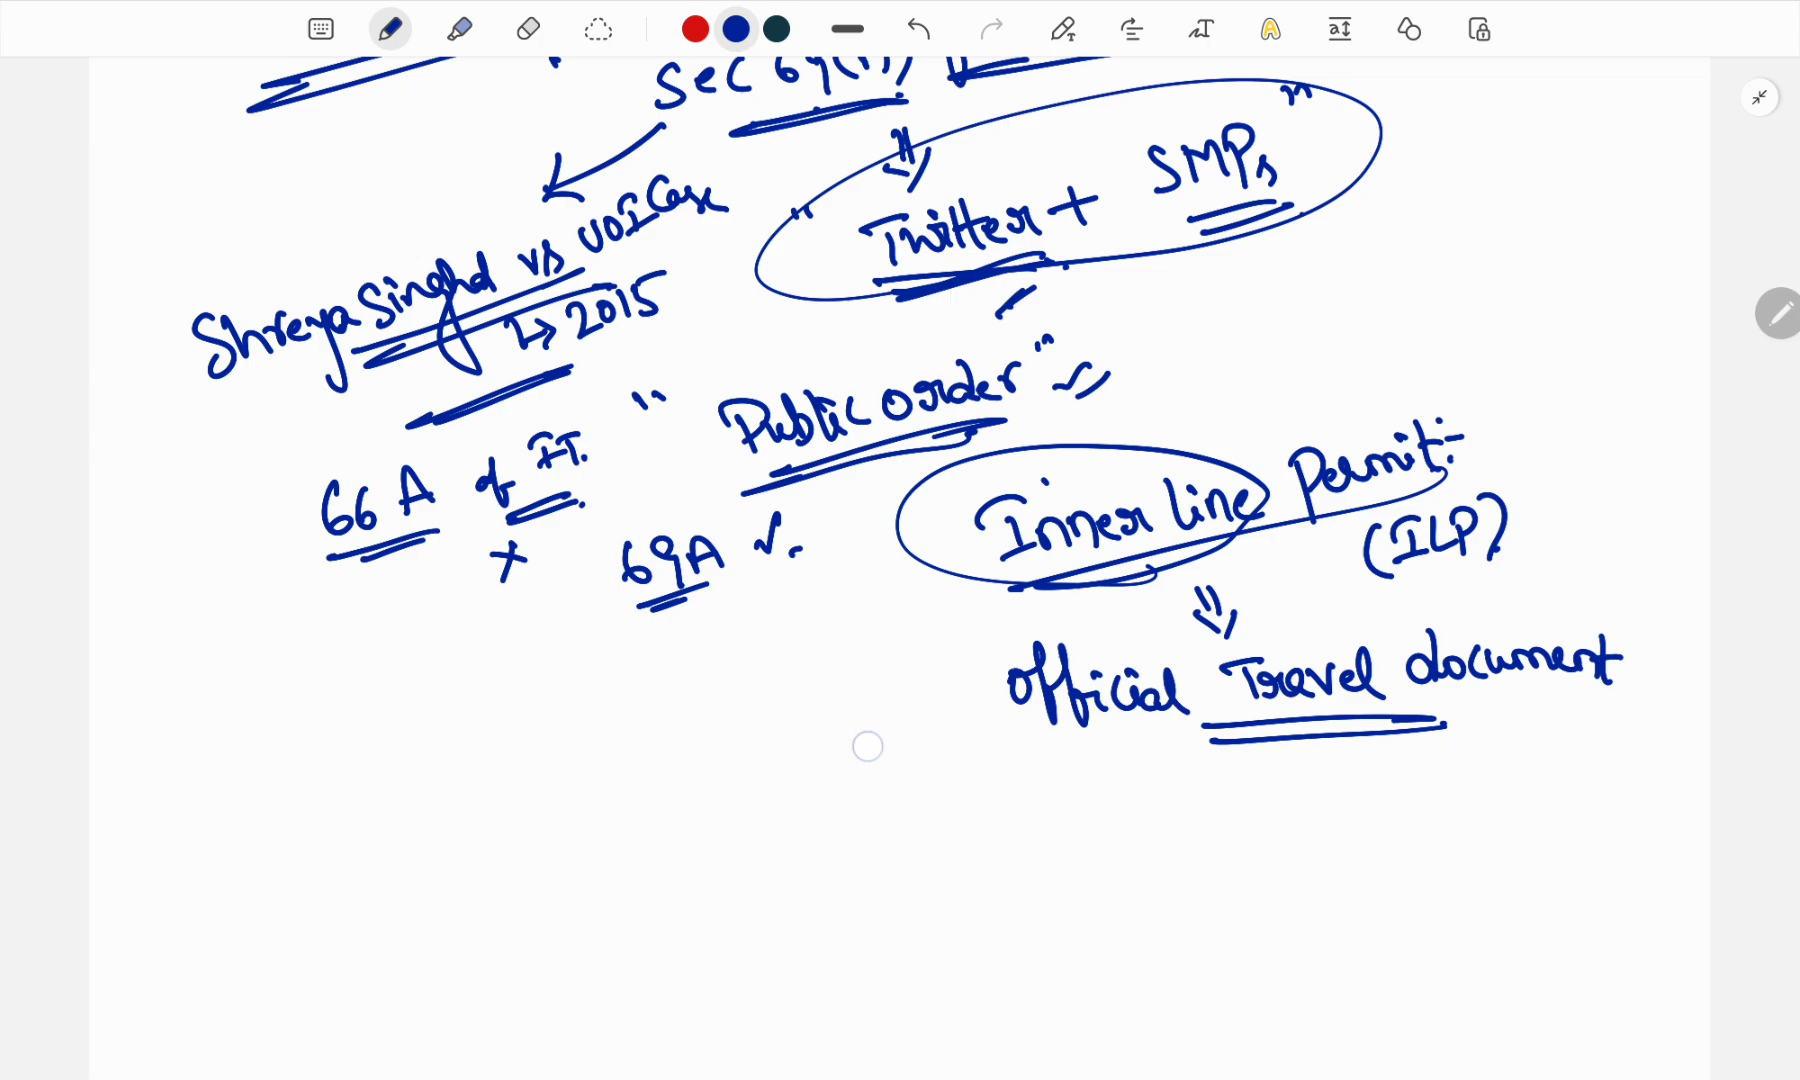 Sec 69(A)
" Twitter + SMPs "
Shreya Singhal vs UOI Case
↳ 2015
" Public order "
66 A of IT.
×
69A ✓.
Inner line Permit:-
(ILP)
Official Travel document